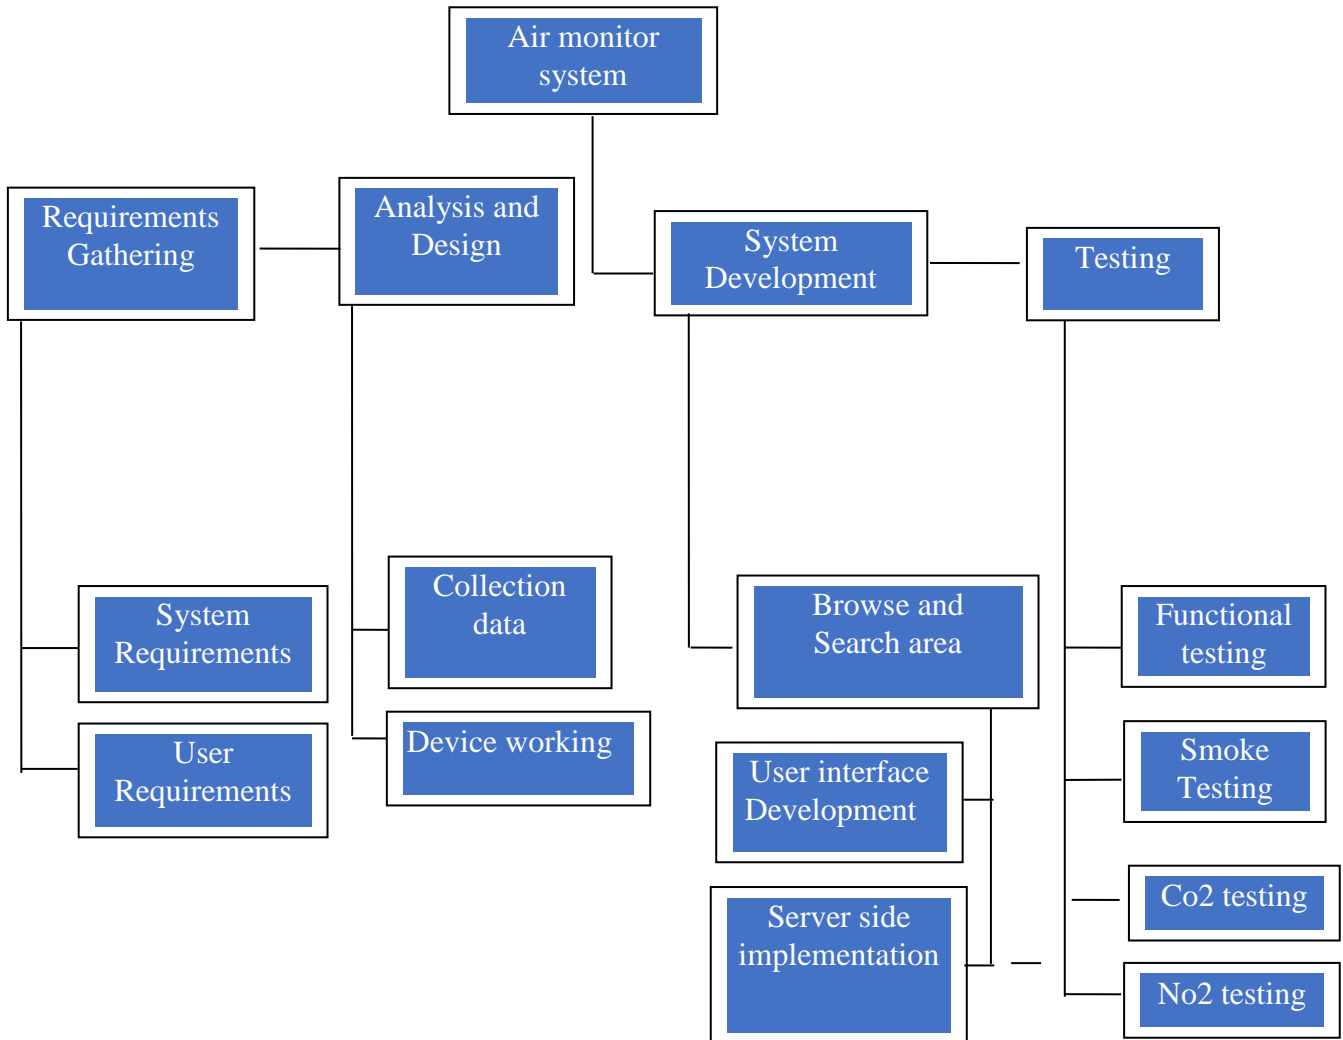 Air monitor
system
Requirements
Gathering
Analysis and
Design
System
Development
Testing
System
Requirements
User
Requirements
Collection
data
Device working
Browse and
Search area
User interface
Development
Server side
implementation
Functional
testing
Smoke
Testing
Co2 testing
No2 testing